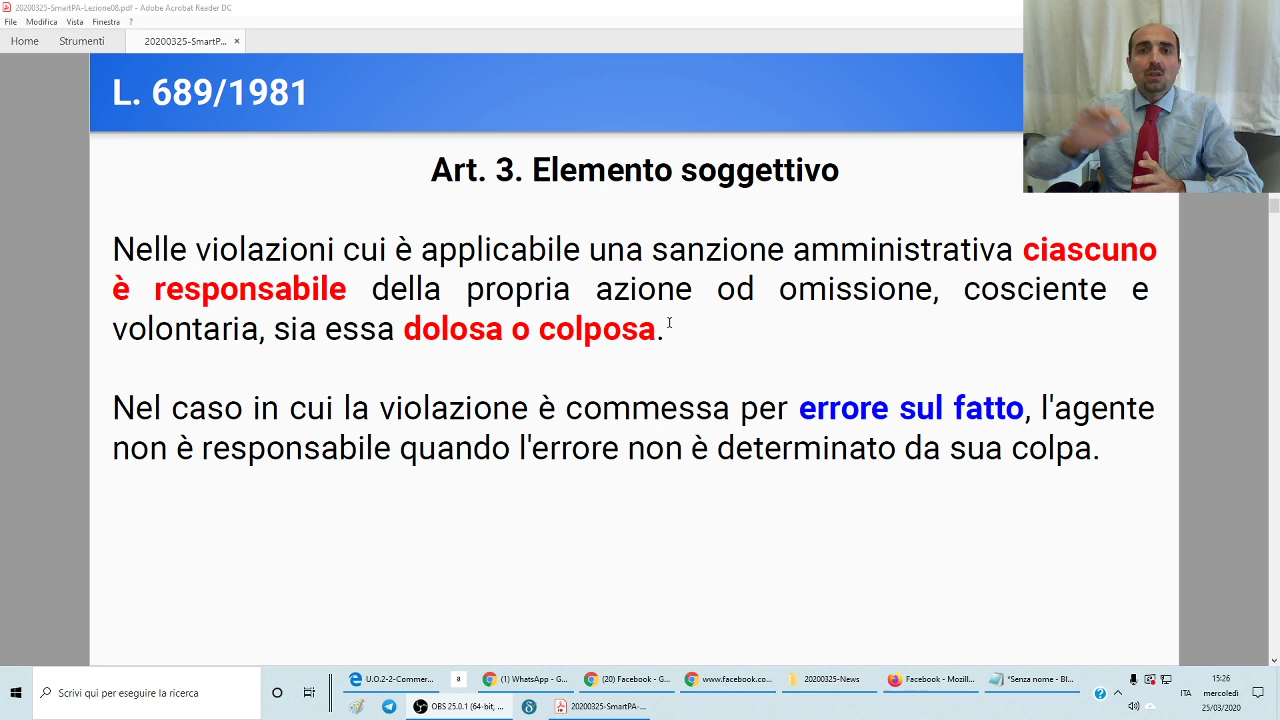 20200325-SmartPA-Lezione08.pdf - Adobe Acrobat Reader DC
File Modifica Vista Finestra ?
Home Strumenti 20200325-SmartP... ×
L. 689/1981
Art. 3. Elemento soggettivo
Nelle violazioni cui è applicabile una sanzione amministrativa ciascuno
è responsabile della propria azione od omissione, cosciente e
volontaria, sia essa dolosa o colposa.
Nel caso in cui la violazione è commessa per errore sul fatto, l'agente
non è responsabile quando l'errore non è determinato da sua colpa.
U.O.2-2-Commer... a (1) WhatsApp - G... (20) Facebook - G... www.facebook.co... 20200325-News Facebook - Mozill... *Senza nome - Bl... 15:26
Scrivi qui per eseguire la ricerca ITA mercoledì
OBS 25.0.1 (64-bit, ... 20200325-SmartPA-... 25/03/2020